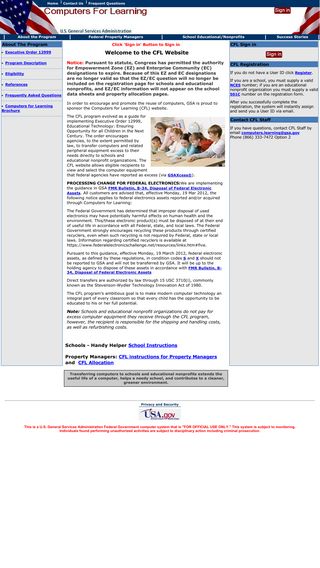 Home | Contact Us | Frequent Questions
Computers For Learning
Sign in
U.S. General Services Administration
About the Program
Federal Property Managers
School Educational/Nonprofits
Success Stories
About The Program
Executive Order 12999
Program Description
Eligibility
References
Frequently Asked Questions
Computers for Learning
Brochure
Click 'Sign in' Button to Sign in
Welcome to the CFL Website
Notice: Pursuant to statute, Congress has permitted the authority
for Empowerment Zone (EZ) and Enterprise Community (EC)
designations to expire. Because of this EZ and EC designations
are no longer valid so that the EZ/EC question will no longer be
included on the registration page for schools and educational
nonprofits, and EZ/EC information will not appear on the school
data sheets and property allocation pages.
In order to encourage and promote the reuse of computers, GSA is proud to
sponsor the Computers for Learning (CFL) website.
The CFL program evolved as a guide for
implementing Executive Order 12999,
Educational Technology: Ensuring
Opportunity for all Children in the Next
Century. The order encourages
agencies, to the extent permitted by
law, to transfer computers and related
peripheral equipment excess to their
needs directly to schools and
educational nonprofit organizations. The
CFL website allows eligible recipients to
view and select the computer equipment
that federal agencies have reported as excess (via GSAXcess®).
PROCESSING CHANGE FOR FEDERAL ELECTRONICS: We are implementing
the guidance in GSA FMR Bulletin, B-34, Disposal of Federal Electronic
Assets. All customers are advised that, effective Monday, 19 Mar 2012, the
following notice applies to federal electronics assets reported and/or acquired
through Computers for Learning:
The Federal Government has determined that improper disposal of used
electronics may have potentially harmful effects on human health and the
environment. This/these electronic product(s) must be disposed of at their end
of useful life in accordance with all Federal, state, and local laws. The Federal
Government strongly encourages recycling these products through certified
recyclers, even when such recycling is not required by Federal, state or local
laws. Information regarding certified recyclers is available at
https://www.federalelectronicschallenge.net/resources/links.htm#live.
Pursuant to this guidance, effective Monday, 19 March 2012, Federal electronic
assets, as defined by these regulations, in condition codes S and X should not
be reported to GSA and will not be transferred by GSA. It will be up to the
holding agency to dispose of those assets in accordance with FMR Bulletin, B-
34, Disposal of Federal Electronic Assets
Direct transfers are authorized by law through 15 USC 3710(i), commonly
known as the Stevenson-Wydler Technology Innovation Act of 1980.
The CFL program's ambitious goal is to make modern computer technology an
integral part of every classroom so that every child has the opportunity to be
educated to his or her full potential.
Note: Schools and educational nonprofit organizations do not pay for
excess computer equipment they receive through the CFL program,
however, the recipient is responsible for the shipping and handling costs,
as well as refurbishing costs.
Schools - Handy Helper School Instructions
Property Managers: CFL instructions for Property Managers
and CFL Allocation
Transferring computers to schools and educational nonprofits extends the
useful life of a computer, helps a needy school, and contributes to a cleaner,
greener environment.
CFL Sign in
Sign in
CFL Registration
If you do not have a User ID click Register.
If you are a school, you must supply a valid
NCES number; if you are an educational
nonprofit organization you must supply a valid
501C number on the registration form.
After you successfully complete the
registration, the system will instantly assign
and send you a User ID via email.
Contact CFL Staff
If you have questions, contact CFL Staff by
email computers.learning@gsa.gov
Phone (866) 333-7472 Option 2
Privacy and Security
USA.gov
This is a U.S. General Services Administration Federal Government computer system that is "FOR OFFICIAL USE ONLY." This system is subject to monitoring.
Individuals found performing unauthorized activities are subject to disciplinary action including criminal prosecution.